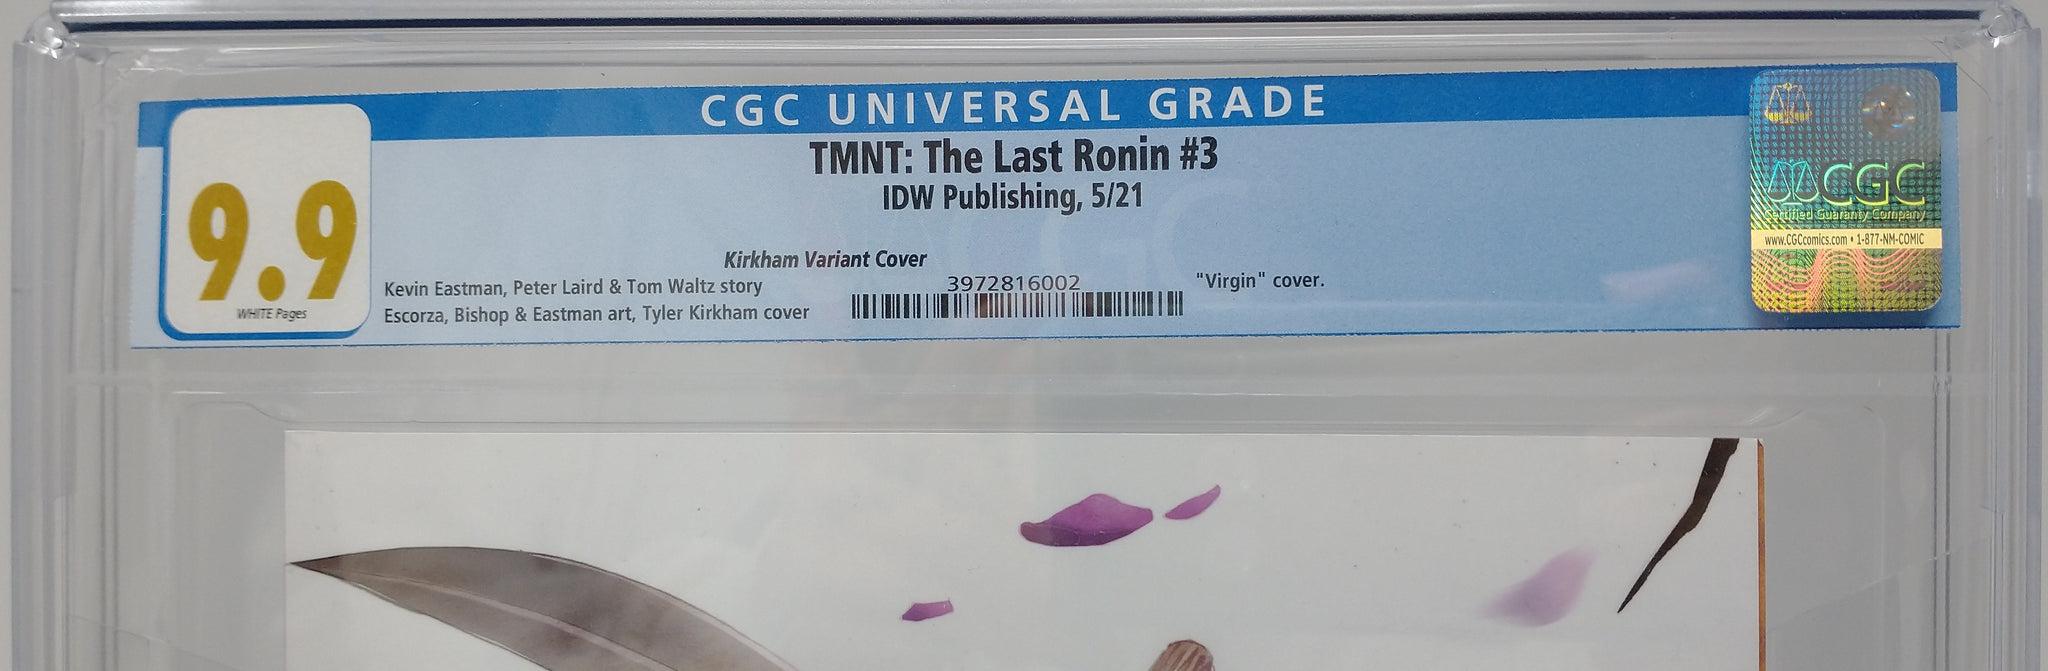 CGC UNIVERSAL GRADE
9.9
WHITE Pages
TMNT: The Last Ronin #3
IDW Publishing, 5/21
Kirkham Variant Cover
Kevin Eastman, Peter Laird & Tom Waltz story
Escorza, Bishop & Eastman art, Tyler Kirkham cover
3972816002
"Virgin" cover.
CGC
Certified Guaranty Company
www.CGCcomics.com • 1-877-NM-COMIC